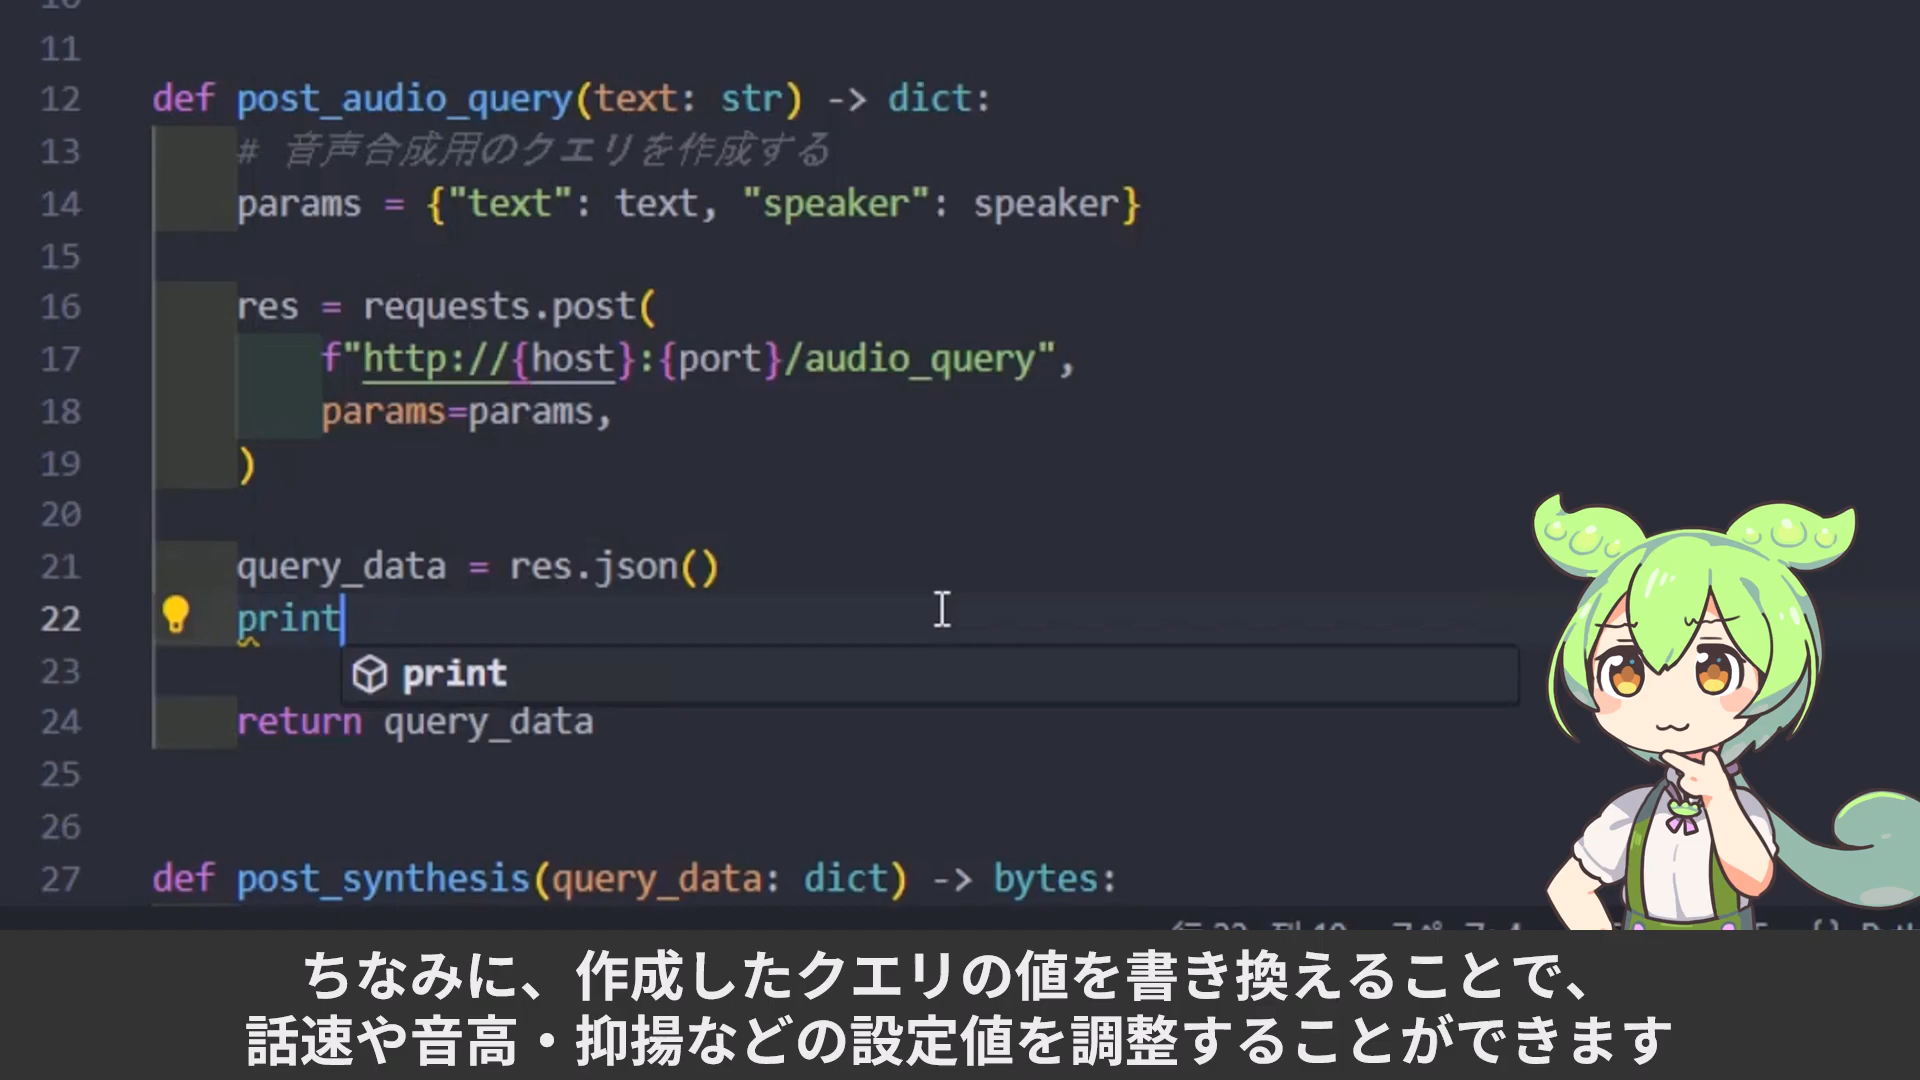 11
12 def post_audio_query(text: str) -> dict:
13 # 音声合成用のクエリを作成する
14 params = {"text": text, "speaker": speaker}
15
16 res = requests.post(
17 f"http://{host}:{port}/audio_query",
18 params=params,
19 )
20
21 query_data = res.json()
22 print
23 print
24 return query_data
25
26
27 def post_synthesis(query_data: dict) -> bytes:
ちなみに、作成したクエリの値を書き換えることで、
話速や音高・抑揚などの設定値を調整することができます